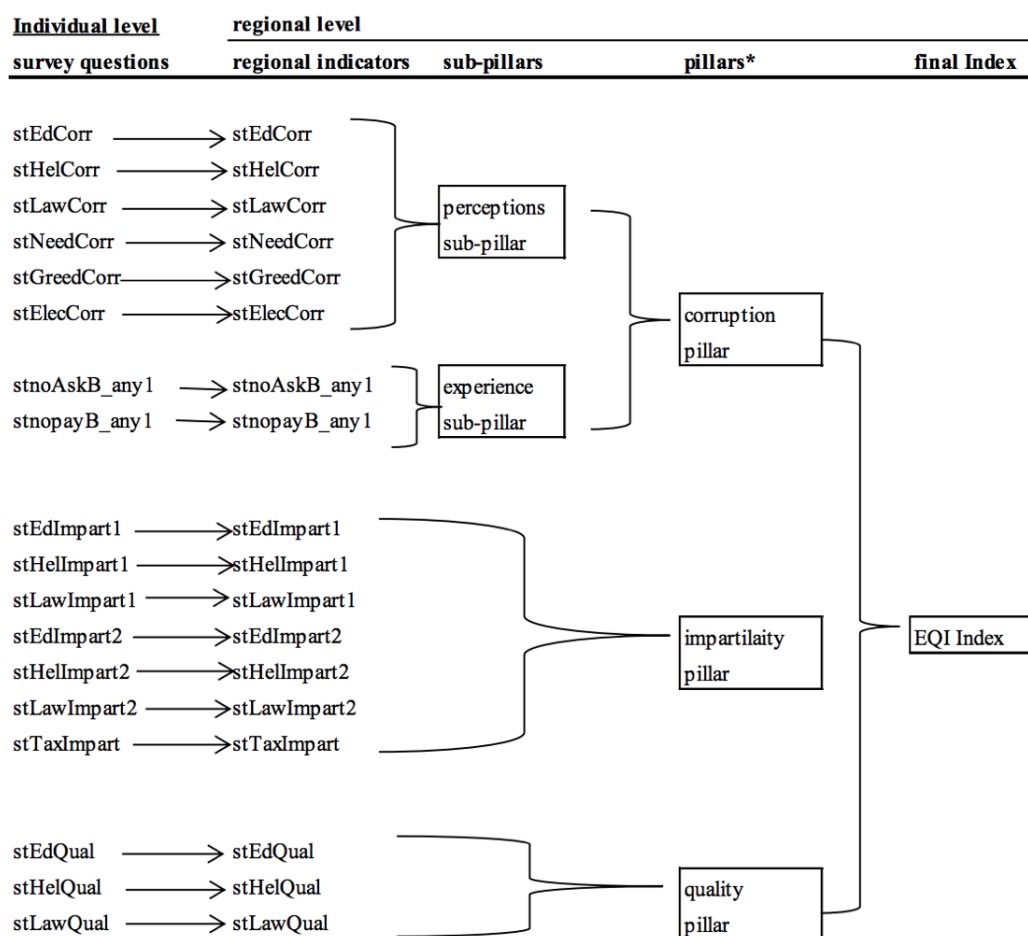 Individual level regional level
survey questions regional indicators sub-pillars pillars* final Index
stEdCorr stEdCorr
stHelCorr stHelCorr
stLawCorr stLawCorr perceptions
stNeedCorr stNeedCorr sub-pillar
stGreedCorr stGreedCorr
stElecCorr stElecCorr corruption
pillar
stnoAskB_any1 stnoAskB_any1 experience
stnopayB_any1 stnopayB_any1 sub-pillar
stEdImpart1 stEdImpart1
stHelImpart1 stHelImpart1
stLawImpart1 stLawImpart1
stEdImpart2 stEdImpart2 impartilaity EQI Index
stHelImpart2 stHelImpart2 pillar
stLawImpart2 stLawImpart2
stTaxImpart stTaxImpart
stEdQual stEdQual
stHelQual stHelQual quality
stLawQual stLawQual pillar